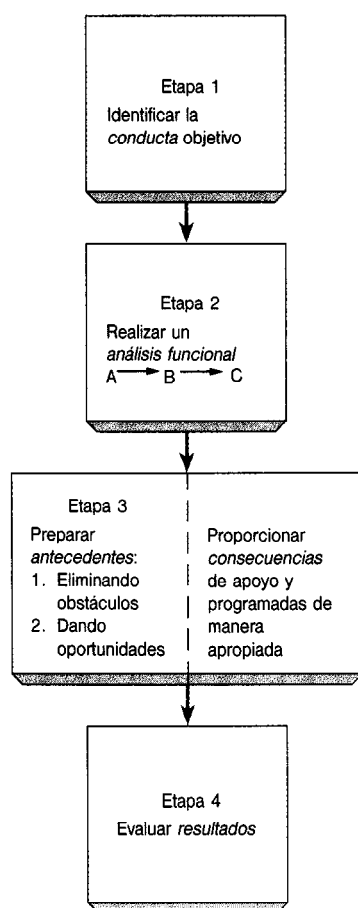 Etapa 1
Identificar la
conducta objetivo
Etapa 2
Realizar un
análisis funcional
A B C
Etapa 3
Preparar
antecedentes:
1. Eliminando
obstáculos
2. Dando
oportunidades
Proporcionar
consecuencias
de apoyo y
programadas de
manera
apropiada
Etapa 4
Evaluar resultados